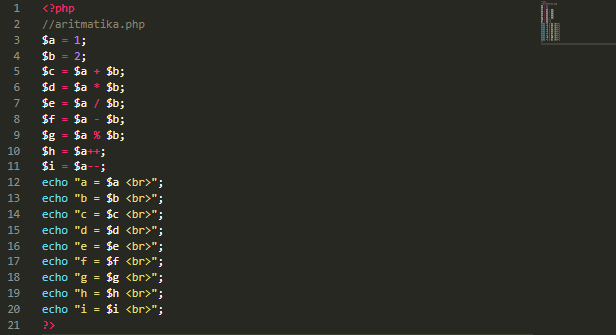 1 <?php
2 //aritmatika.php
3 $a = 1;
4 $b = 2;
5 $c = $a + $b;
6 $d = $a * $b;
7 $e = $a / $b;
8 $f = $a - $b;
9 $g = $a % $b;
10 $h = $a++;
11 $i = $a--;
12 echo "a = $a <br>";
13 echo "b = $b <br>";
14 echo "c = $c <br>";
15 echo "d = $d <br>";
16 echo "e = $e <br>";
17 echo "f = $f <br>";
18 echo "g = $g <br>";
19 echo "h = $h <br>";
20 echo "i = $i <br>";
21 ?>